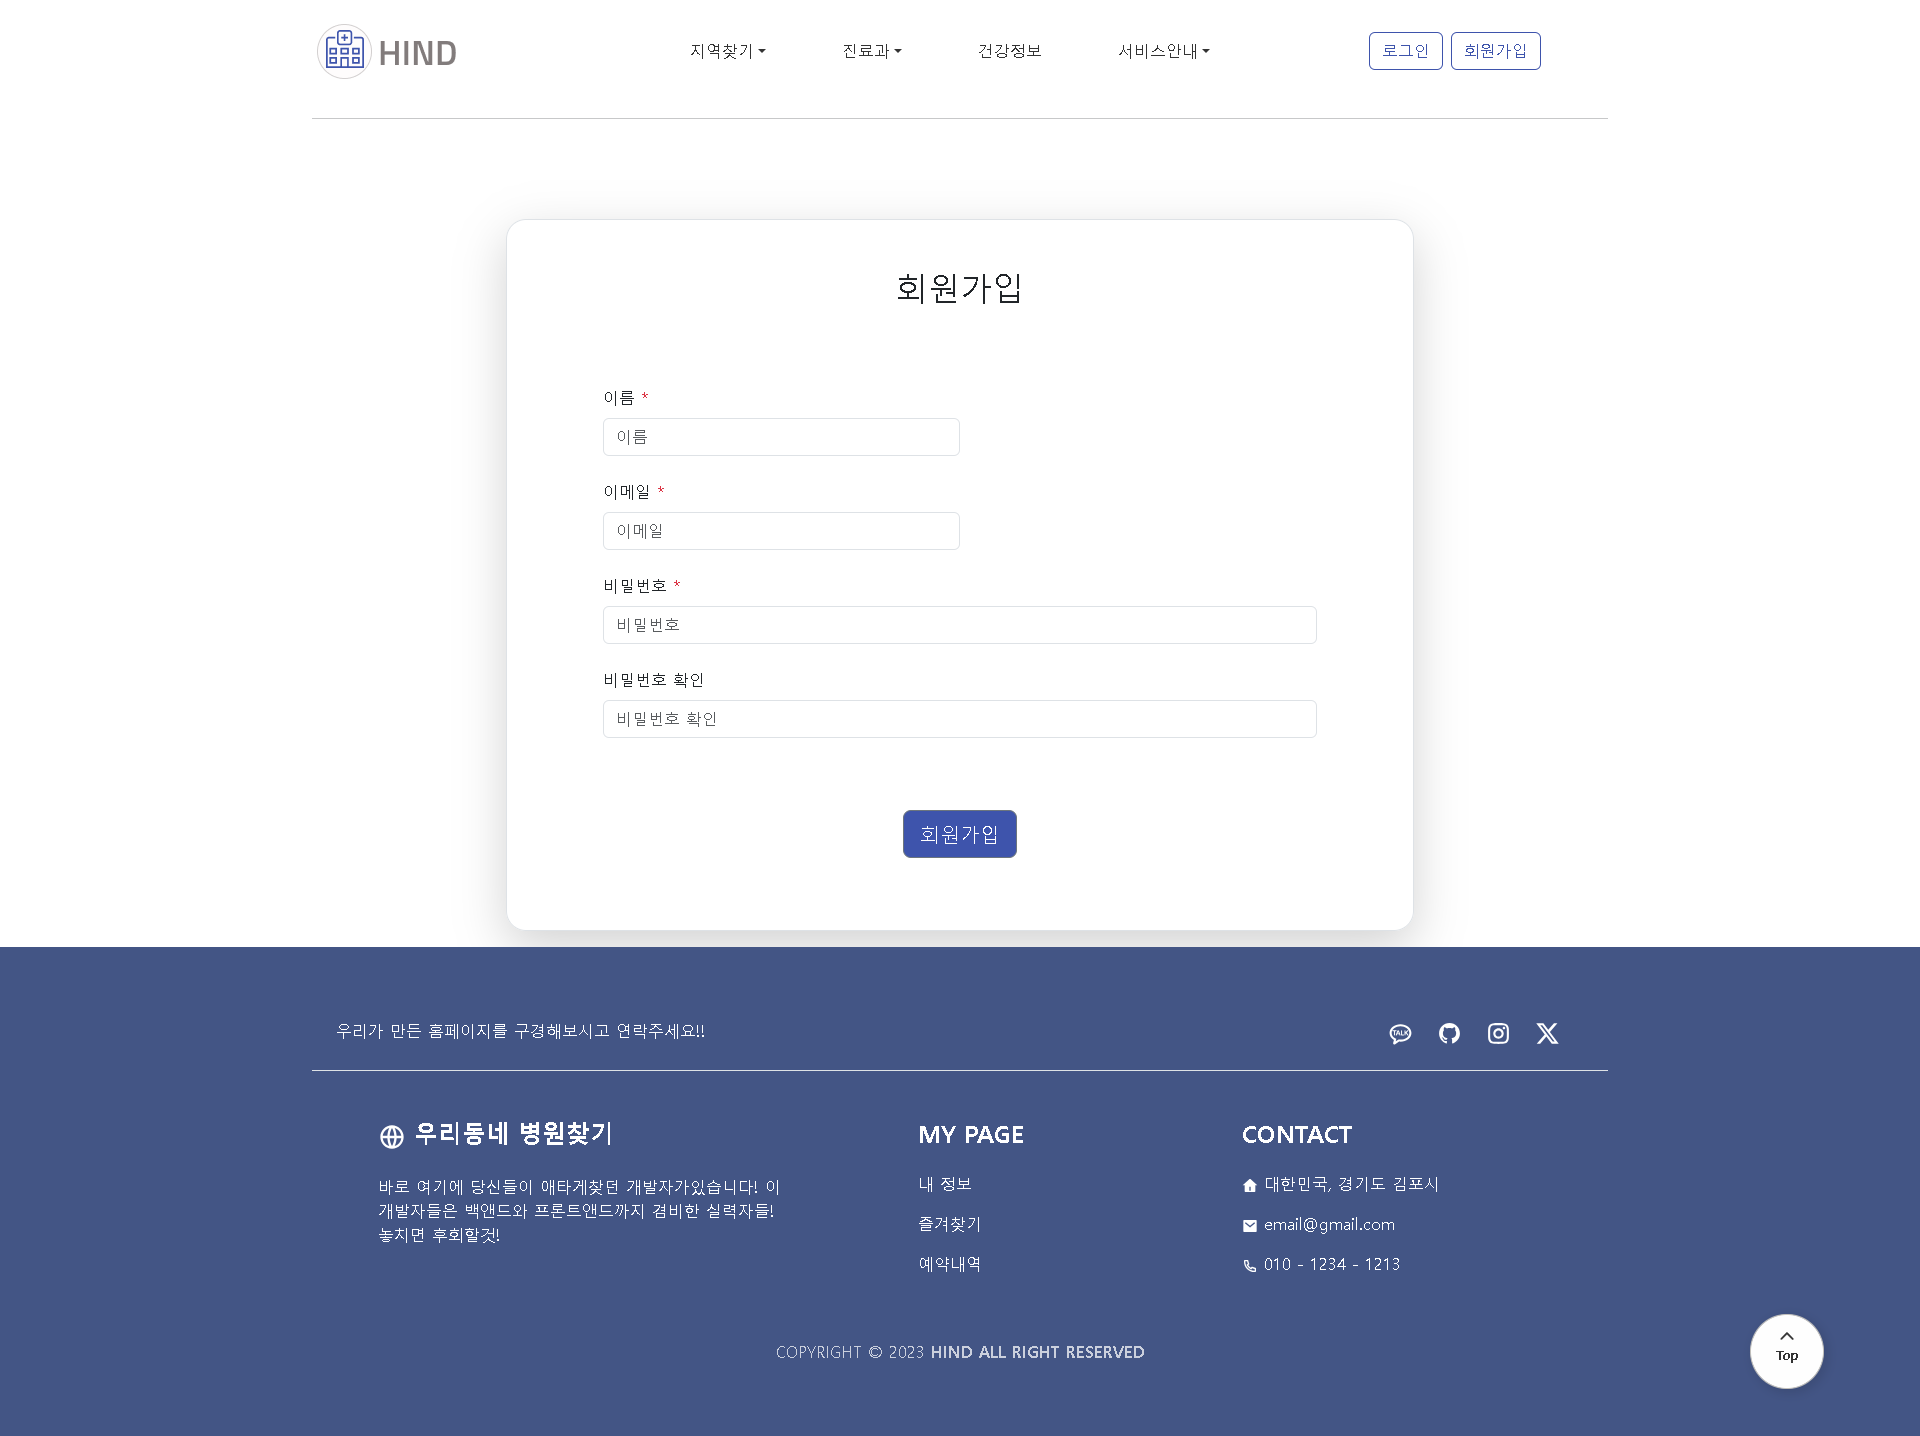 HIND
지역찾기
진료과
건강정보
서비스안내
로그인
회원가입
회원가입
이름 *
이름
이메일 *
이메일
비밀번호 *
비밀번호
비밀번호 확인
비밀번호 확인
회원가입
우리가 만든 홈페이지를 구경해보시고 연락주세요!!
TALK
우리동네 병원찾기
바로 여기에 당신들이 애타게찾던 개발자가있습니다! 이
개발자들은 백앤드와 프론트앤드까지 겸비한 실력자들!
놓치면 후회할것!
MY PAGE
내 정보
즐겨찾기
예약내역
CONTACT
대한민국, 경기도 김포시
email@gmail.com
010 - 1234 - 1213
Top
COPYRIGHT © 2023 HIND ALL RIGHT RESERVED